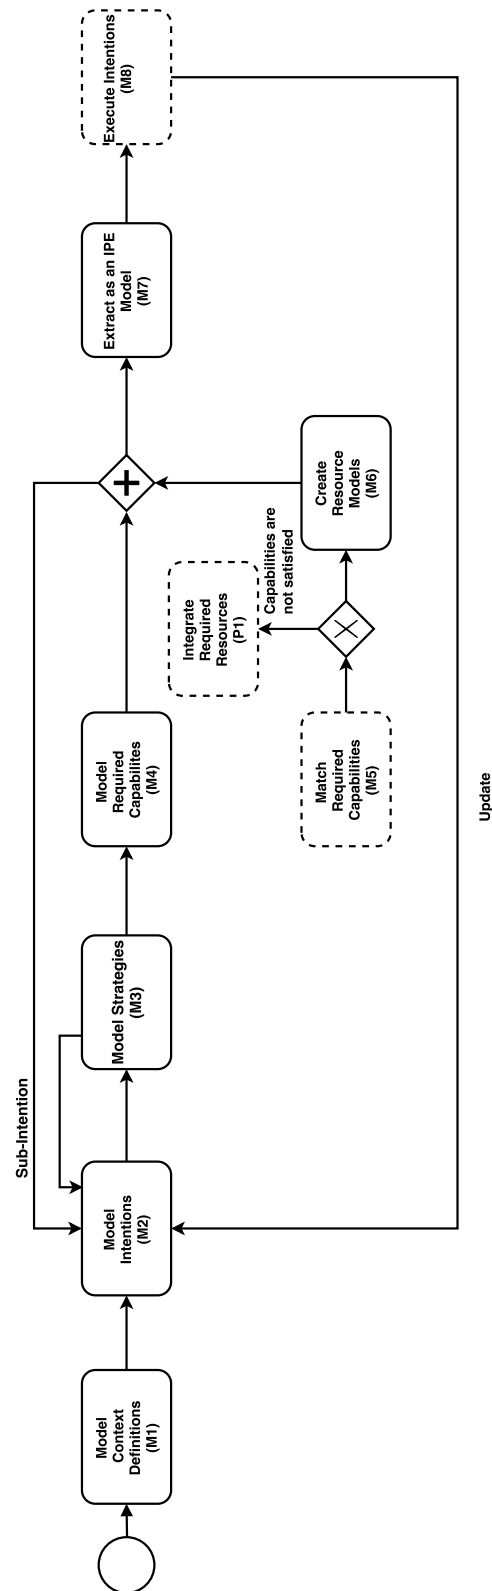 Model
Context
Definitions
(M1)
Model
Intentions
(M2)
Sub-Intention
Model Strategies
(M3)
Model
Required
Capabilites
(M4)
Match
Required
Capabilities
(M5)
Integrate
Required
Resources
(P1)
Capabilities are
not satisfied
Create
Resource
Models
(M6)
Extract as an IPE
Model
(M7)
Execute Intentions
(M8)
Update